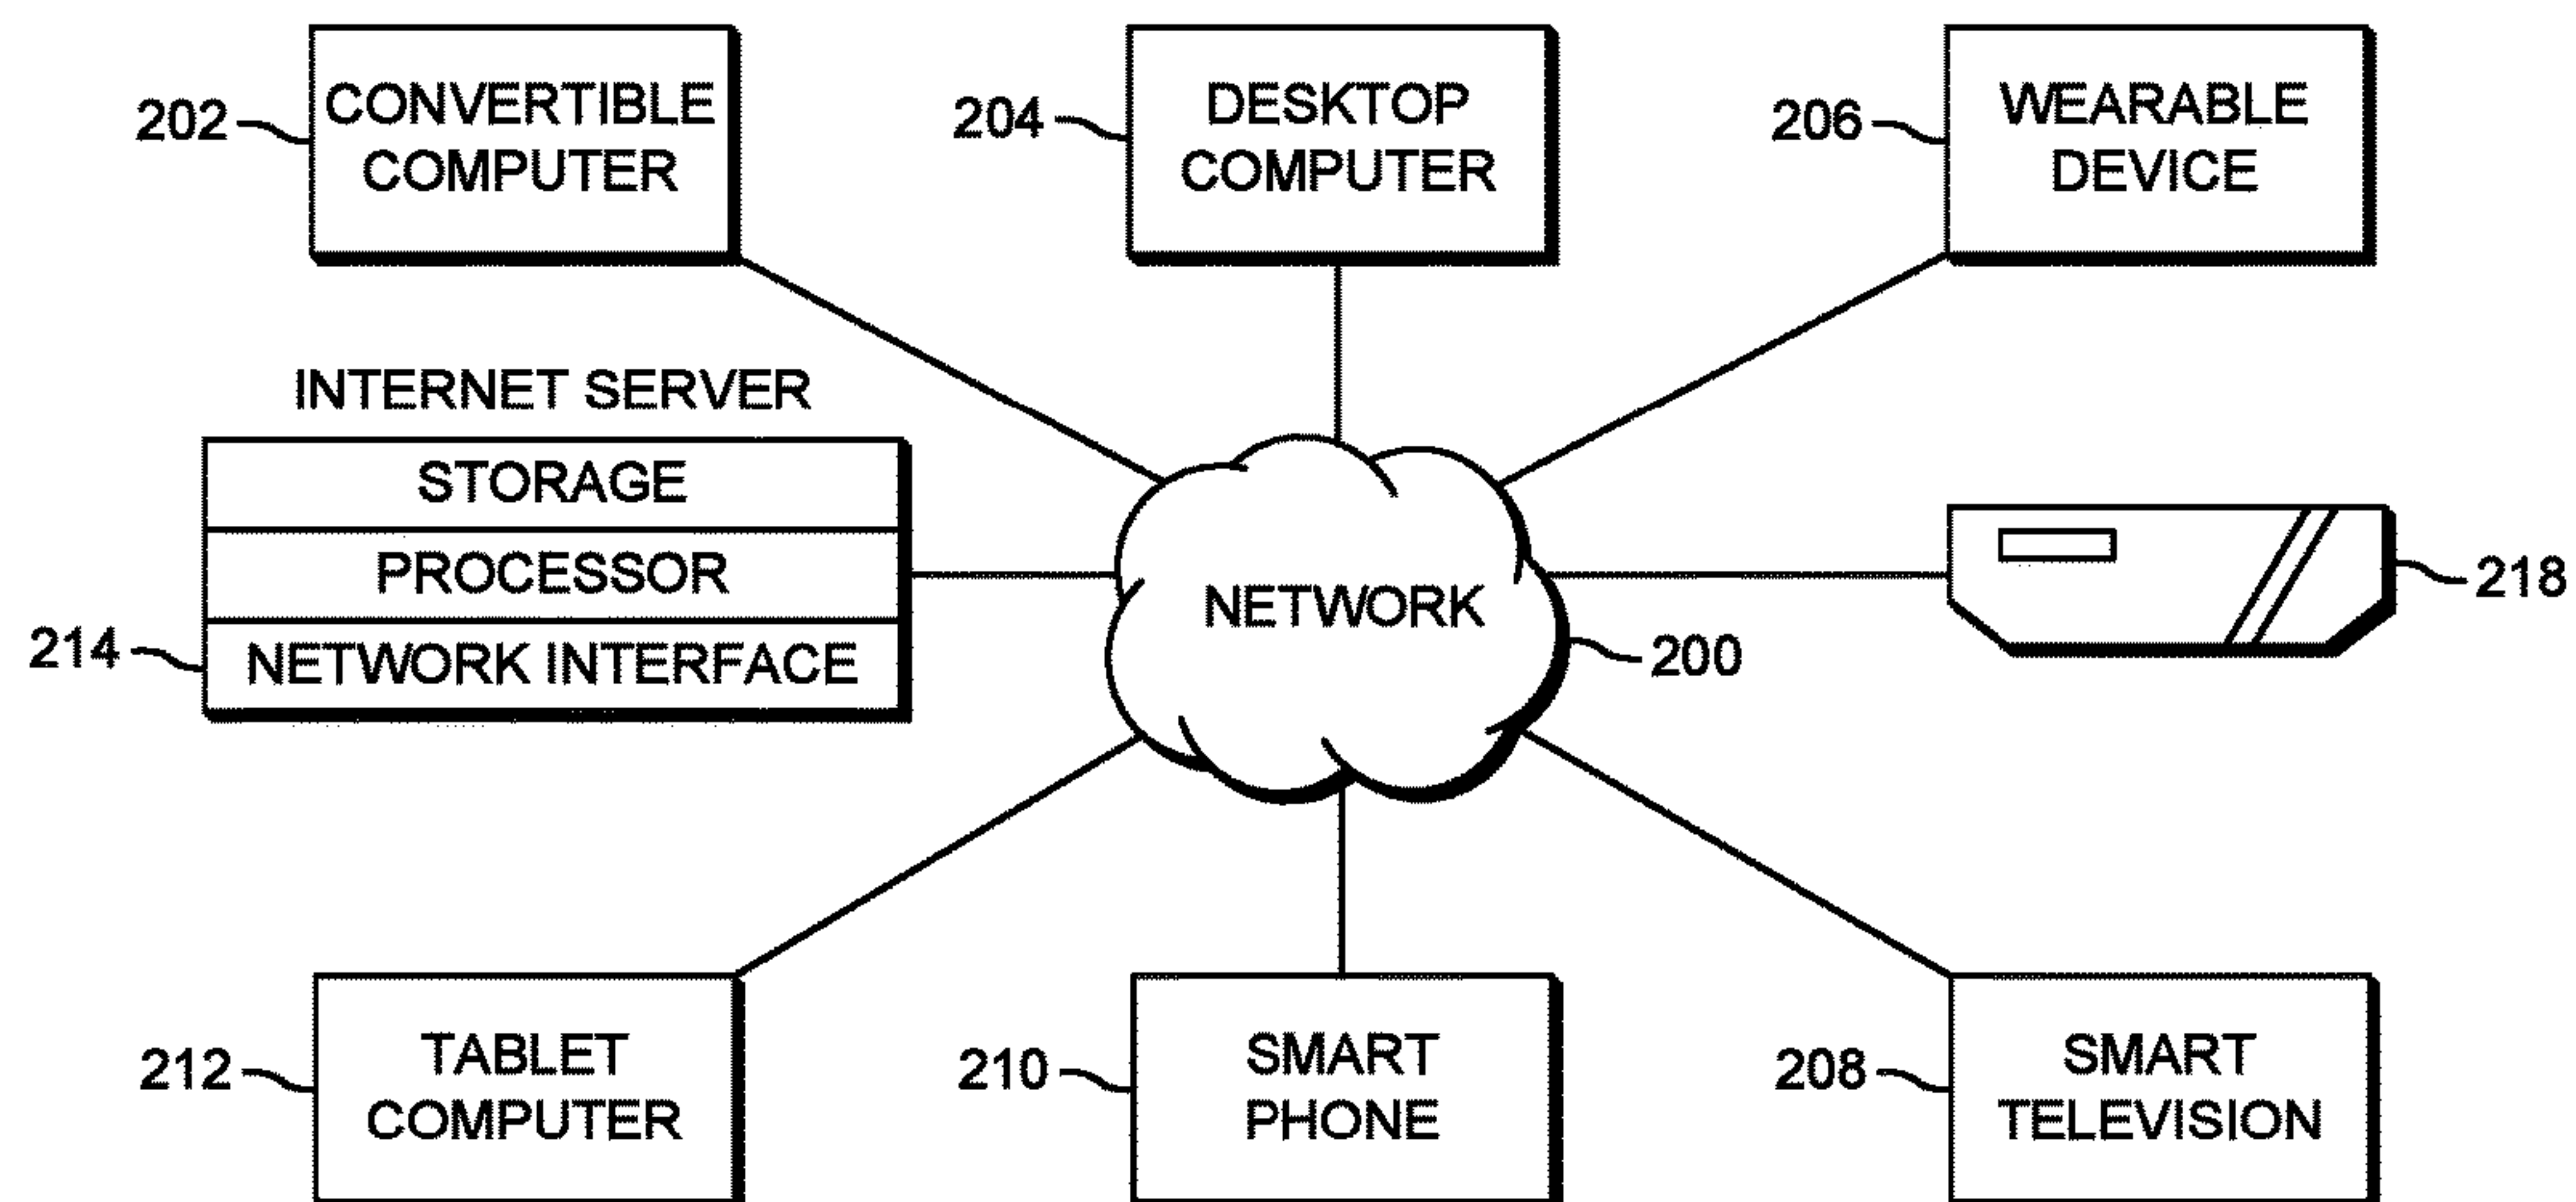 202
CONVERTIBLE
COMPUTER
204
DESKTOP
COMPUTER
206
WEARABLE
DEVICE
INTERNET SERVER
STORAGE
PROCESSOR
NETWORK INTERFACE
214
NETWORK
200
218
212
TABLET
COMPUTER
210
SMART
PHONE
208
SMART
TELEVISION